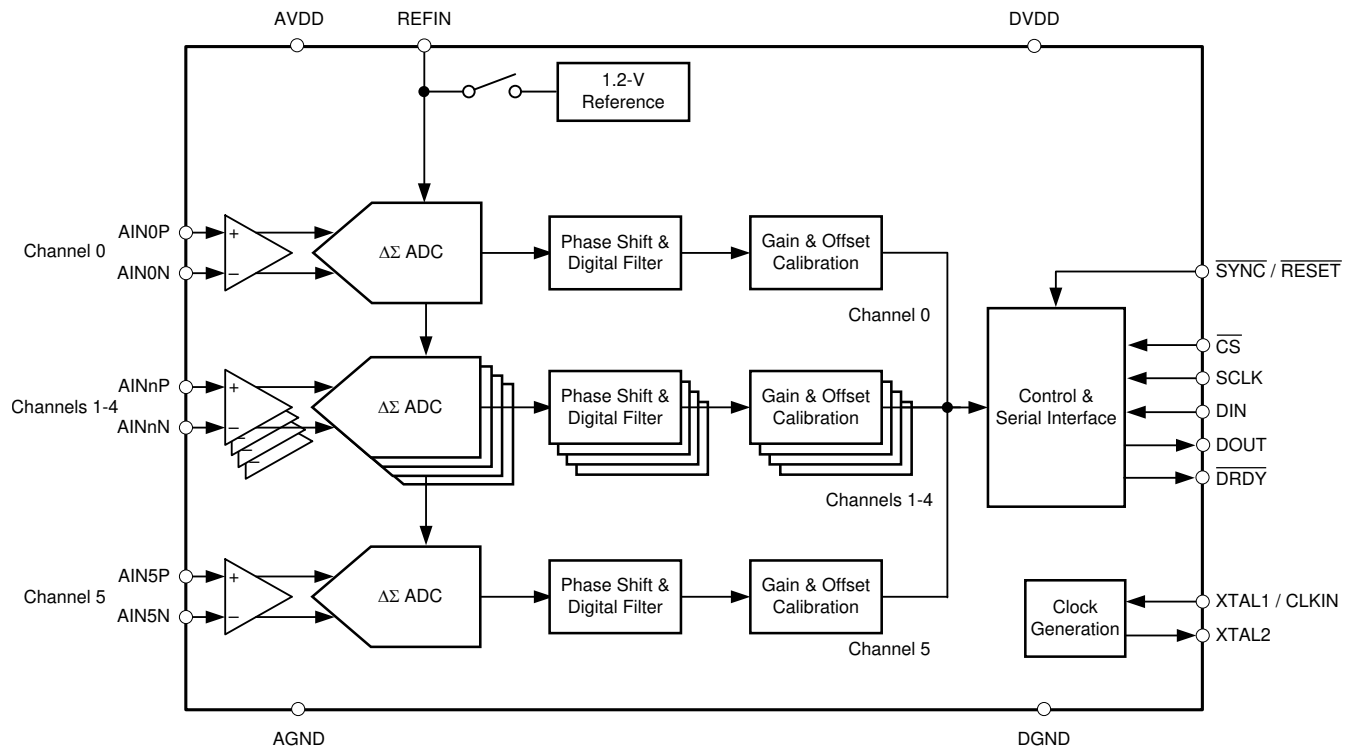 AVDD
REFIN
DVDD
1.2-V
Reference
AIN0P
Channel 0
AIN0N
+
−
ΔΣ ADC
Phase Shift &
Digital Filter
Gain & Offset
Calibration
Channel 0
SYNC / RESET
AINnP
Channels 1-4
AINnN
+
−
−
−
−
ΔΣ ADC
Phase Shift &
Digital Filter
Gain & Offset
Calibration
Channels 1-4
Control &
Serial Interface
CS
SCLK
DIN
DOUT
DRDY
AIN5P
Channel 5
AIN5N
+
−
ΔΣ ADC
Phase Shift &
Digital Filter
Gain & Offset
Calibration
Channel 5
Clock
Generation
XTAL1 / CLKIN
XTAL2
AGND
DGND